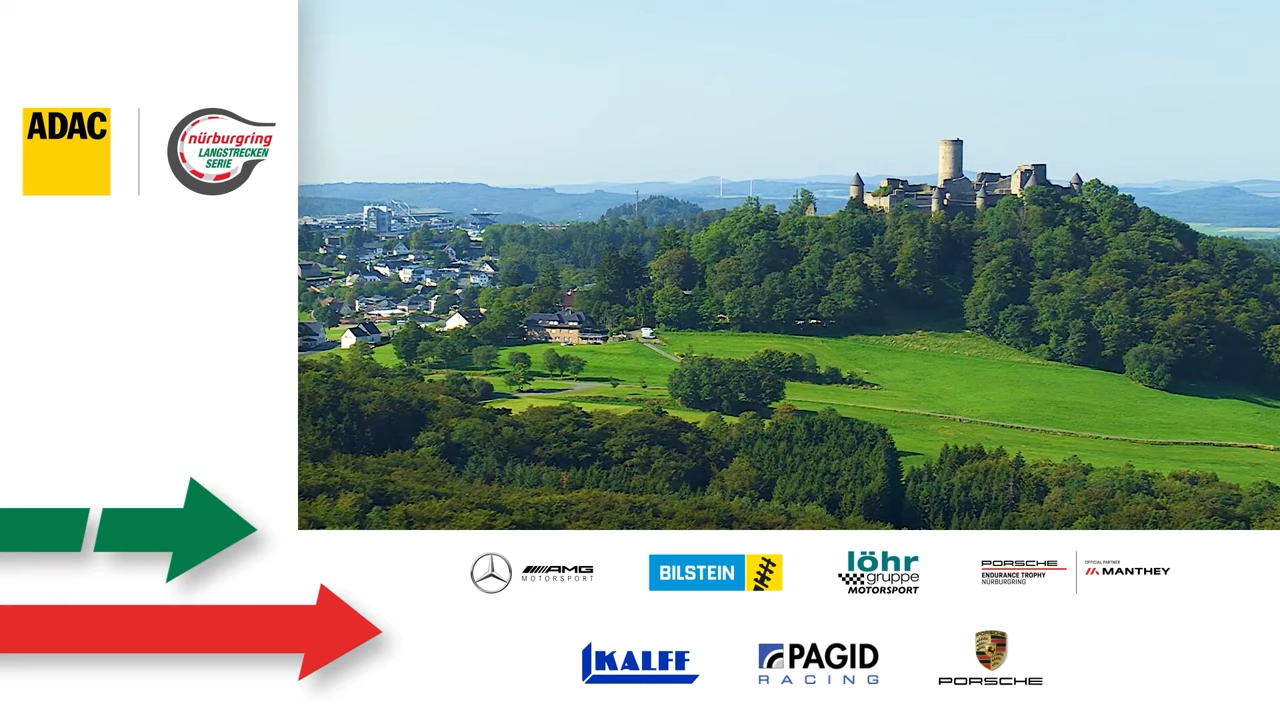 ADAC
nürburgring
LANGSTRECKEN
SERIE
AMG
MOTORSPORT
BILSTEIN
löhr
gruppe
MOTORSPORT
PORSCHE
ENDURANCE TROPHY
NÜRBURGRING
OFFICIAL PARTNER
MANTHEY
KALFF
PAGID
RACING
PORSCHE
PORSCHE